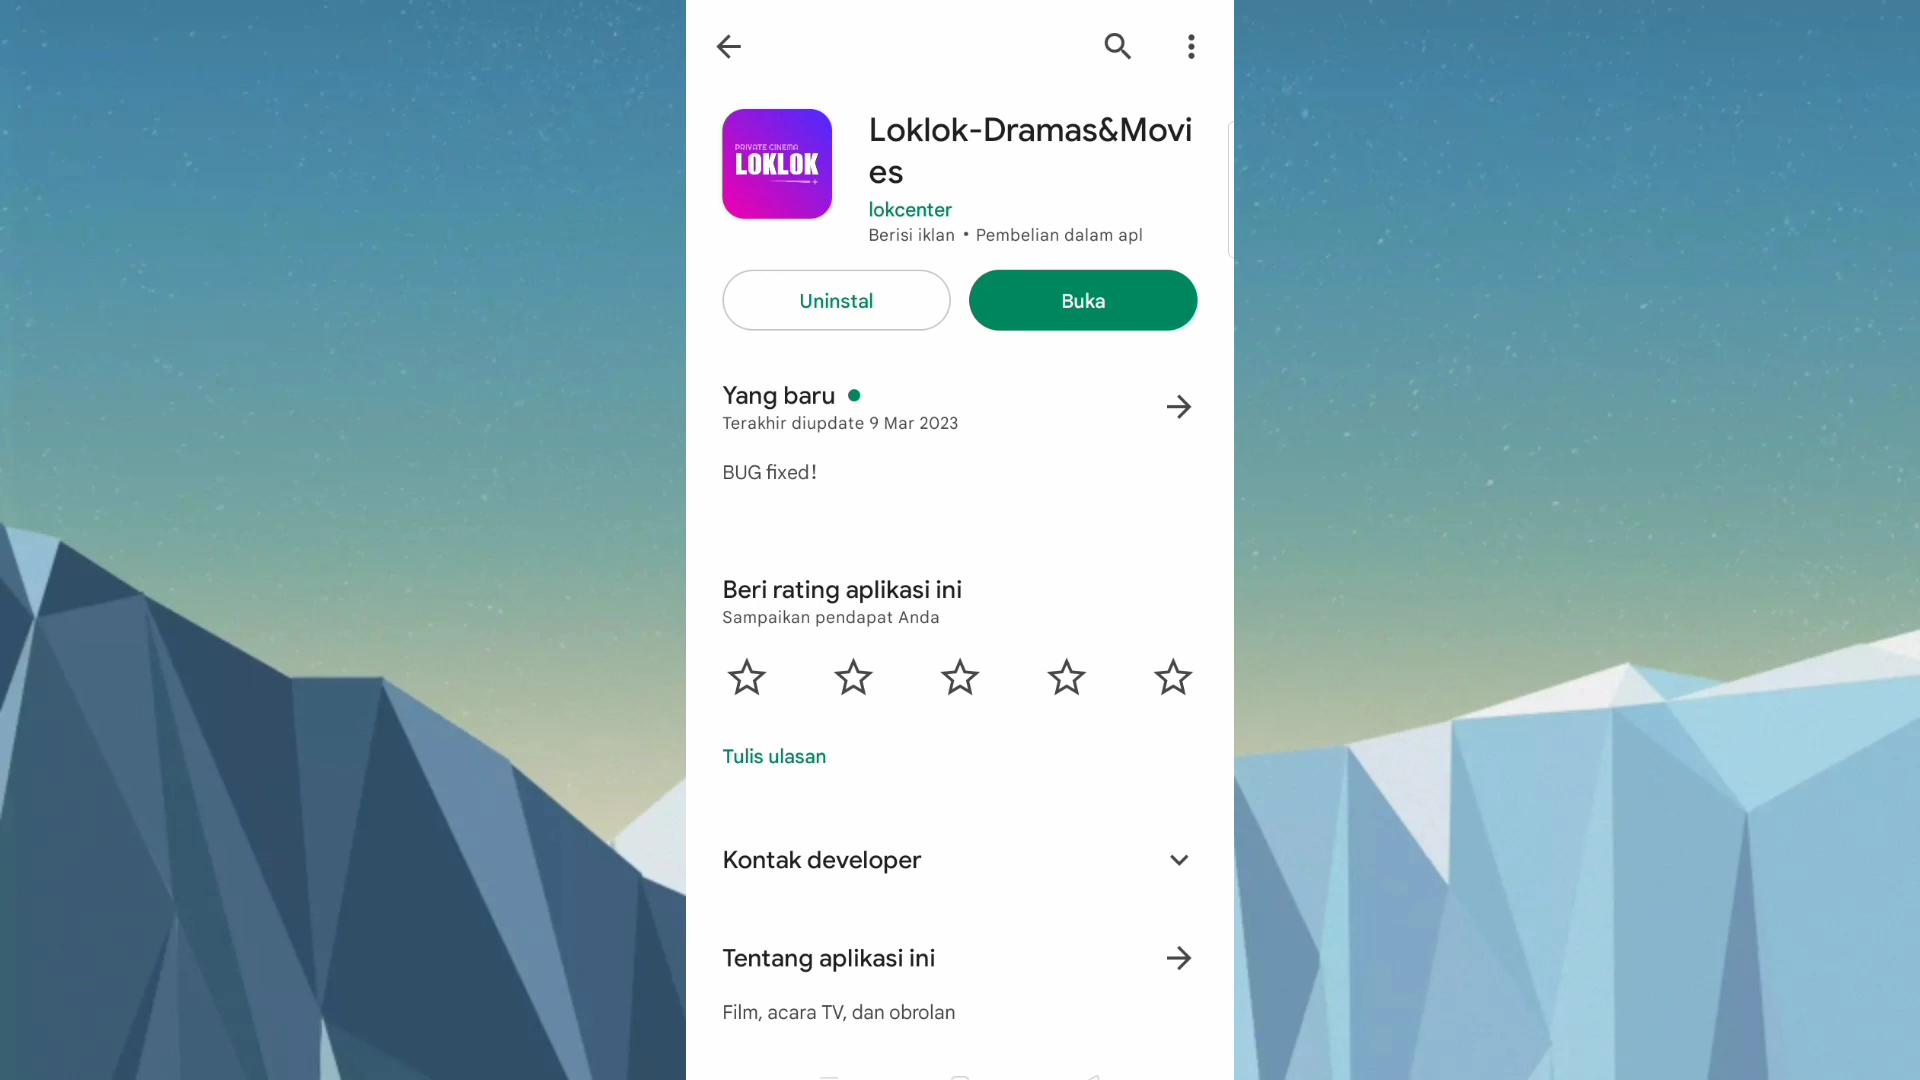 PRIVATE CINEMA
LOKLOK
Loklok-Dramas&Movi
es
lokcenter
Berisi iklan • Pembelian dalam apl
Uninstal
Buka
Yang baru
Terakhir diupdate 9 Mar 2023
BUG fixed!
Beri rating aplikasi ini
Sampaikan pendapat Anda
Tulis ulasan
Kontak developer
Tentang aplikasi ini
Film, acara TV, dan obrolan